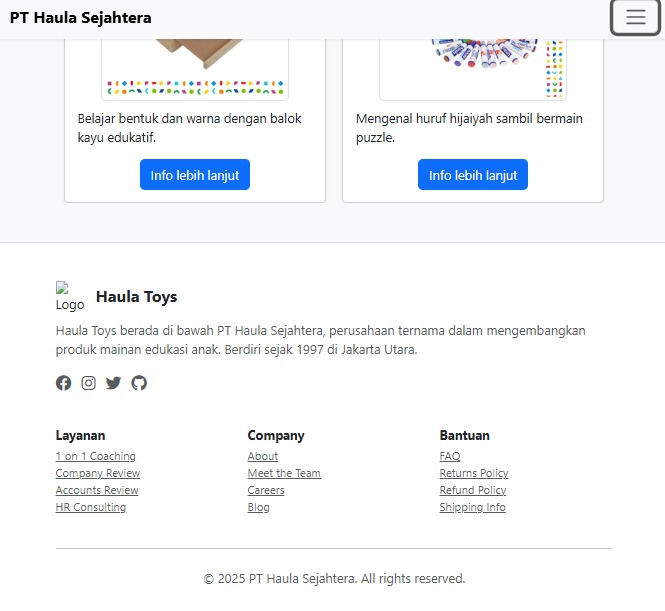 PT Haula Sejahtera
Belajar bentuk dan warna dengan balok
kayu edukatif.
Mengenal huruf hijaiyah sambil bermain
puzzle.
Info lebih lanjut
Info lebih lanjut
Logo
Haula Toys
Haula Toys berada di bawah PT Haula Sejahtera, perusahaan ternama dalam mengembangkan
produk mainan edukasi anak. Berdiri sejak 1997 di Jakarta Utara.
Layanan
1 on 1 Coaching
Company Review
Accounts Review
HR Consulting
Company
About
Meet the Team
Careers
Blog
Bantuan
FAQ
Returns Policy
Refund Policy
Shipping Info
© 2025 PT Haula Sejahtera. All rights reserved.